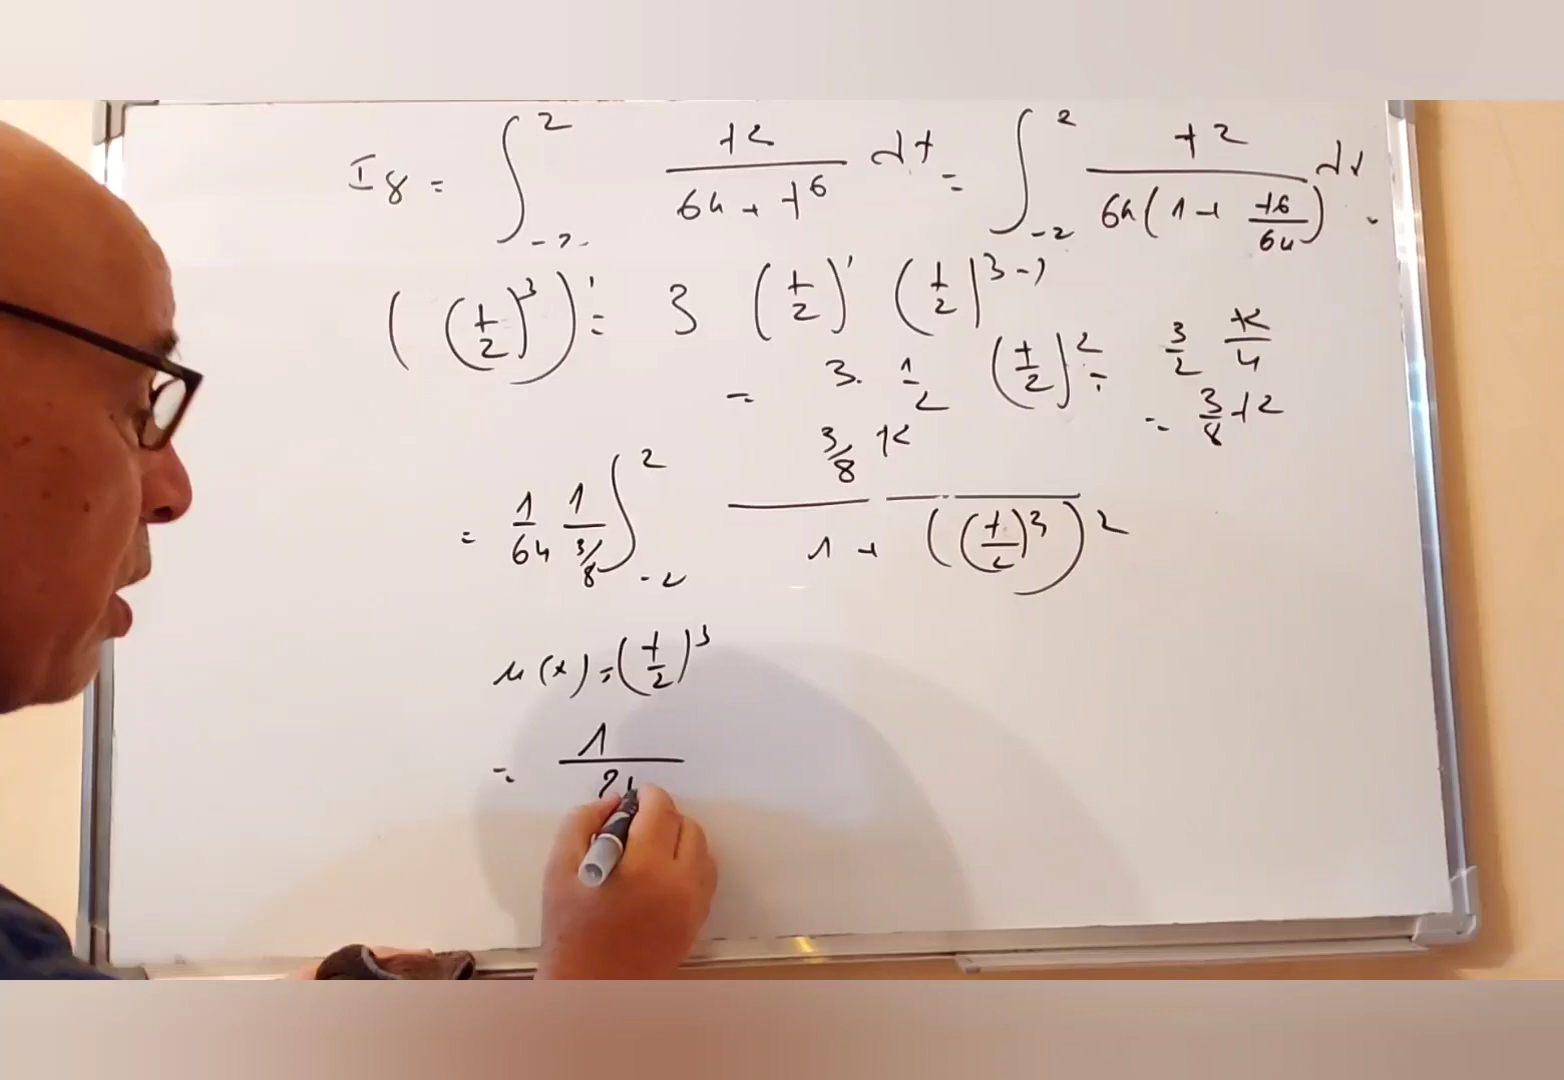 I8 = ∫_{-2}^{2} t2/(64 + t^6) dt = ∫_{-2}^{2} t2/(64(1 + t6/64)) dt
((t/2)^3)' = 3 (t/2)' (t/2)^{3-1}
= 3. 1/2 (t/2)^2 = 3/2 t2/4
= 3/8 t2
= 1/64 1/(3/8) ∫_{-2}^{2} (3/8 t2)/(1 + ((t/2)^3)^2)
u(x) = (t/2)^3
= 1/2